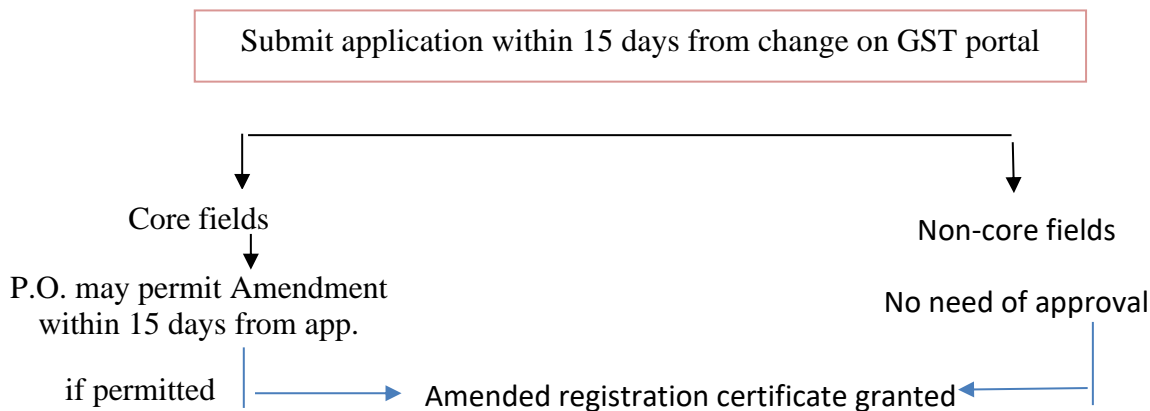 Submit application within 15 days from change on GST portal
Core fields
Non-core fields
P.O. may permit Amendment
within 15 days from app.
No need of approval
if permitted
Amended registration certificate granted